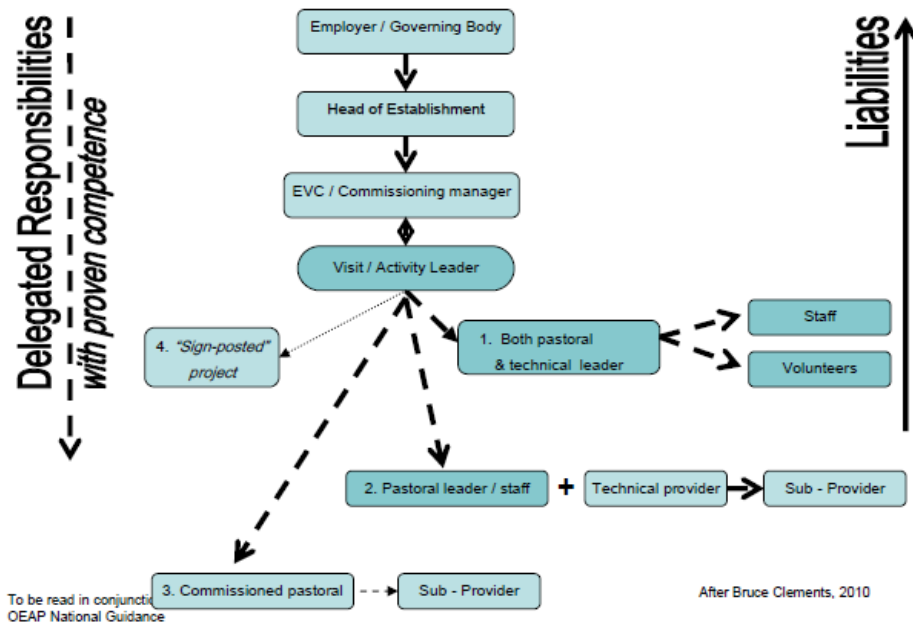 Delegated Responsibilities
with proven competence
Liabilities
Employer / Governing Body
Head of Establishment
EVC / Commissioning manager
Visit / Activity Leader
4. "Sign-posted"
project
1. Both pastoral
& technical leader
Staff
Volunteers
2. Pastoral leader / staff
+
Technical provider
Sub - Provider
3. Commissioned pastoral
Sub - Provider
To be read in
OEAP National Guidance
After Bruce Clements, 2010